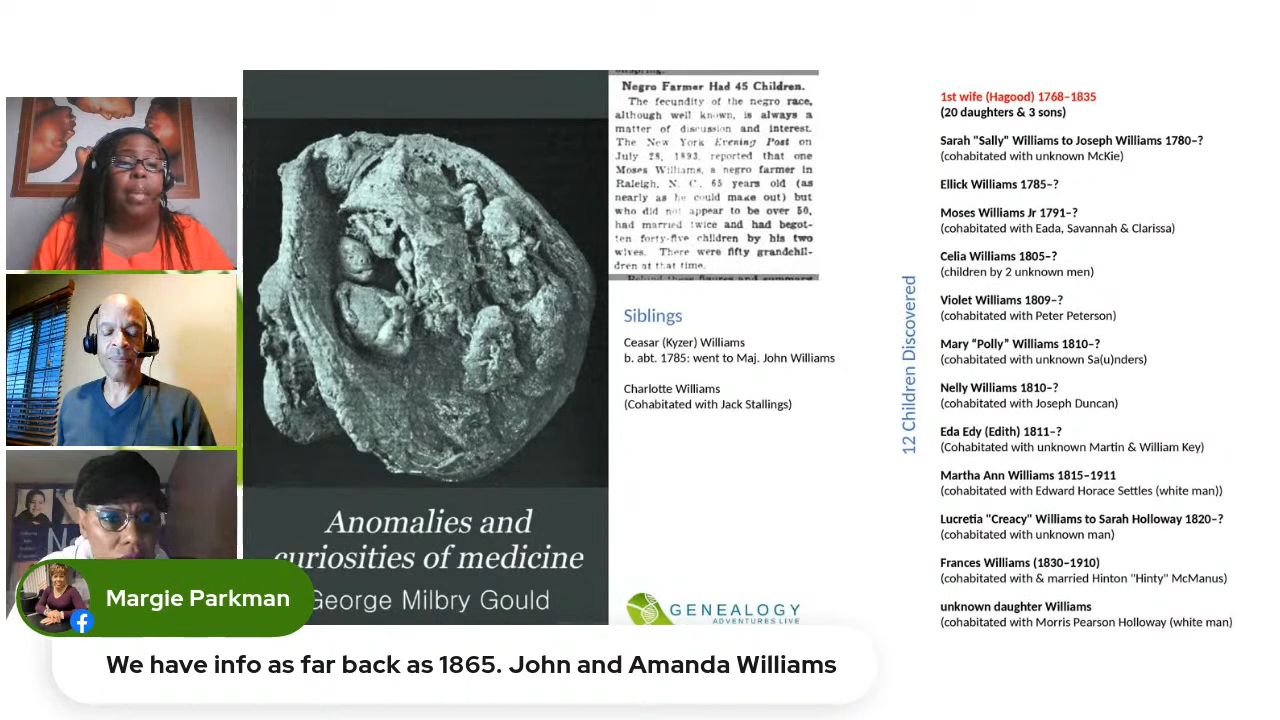 offspring.
Negro Farmer Had 45 Children.
The fecundity of the negro race,
although well known, is always a
matter of discussion and interest.
The New York Evening Post on
July 28, 1893, reported that one
Moses Williams, a negro farmer in
Raleigh, N. C., 65 years old (as
nearly as he could make out) but
who did not appear to be over 50,
had married twice and had begot-
ten forty-five children by his two
wives. There were fifty grandchil-
dren at that time.
Behind these figures and summary
Siblings
Ceasar (Kyzer) Williams
b. abt. 1785: went to Maj. John Williams
Charlotte Williams
(Cohabitated with Jack Stallings)
12 Children Discovered
1st wife (Hagood) 1768–1835
(20 daughters & 3 sons)
Sarah "Sally" Williams to Joseph Williams 1780–?
(cohabitated with unknown McKie)
Ellick Williams 1785–?
Moses Williams Jr 1791–?
(cohabitated with Eada, Savannah & Clarissa)
Celia Williams 1805–?
(children by 2 unknown men)
Violet Williams 1809–?
(cohabitated with Peter Peterson)
Mary “Polly” Williams 1810–?
(cohabitated with unknown Sa(u)nders)
Nelly Williams 1810–?
(cohabitated with Joseph Duncan)
Eda Edy (Edith) 1811–?
(Cohabitated with unknown Martin & William Key)
Martha Ann Williams 1815–1911
(cohabitated with Edward Horace Settles (white man))
Lucretia "Creacy" Williams to Sarah Holloway 1820–?
(cohabitated with unknown man)
Frances Williams (1830–1910)
(cohabitated with & married Hinton "Hinty" McManus)
unknown daughter Williams
(cohabitated with Morris Pearson Holloway (white man)
Anomalies and
curiosities of medicine
George Milbry Gould
GENEALOGY
ADVENTURES LIVE
Margie Parkman
We have info as far back as 1865. John and Amanda Williams